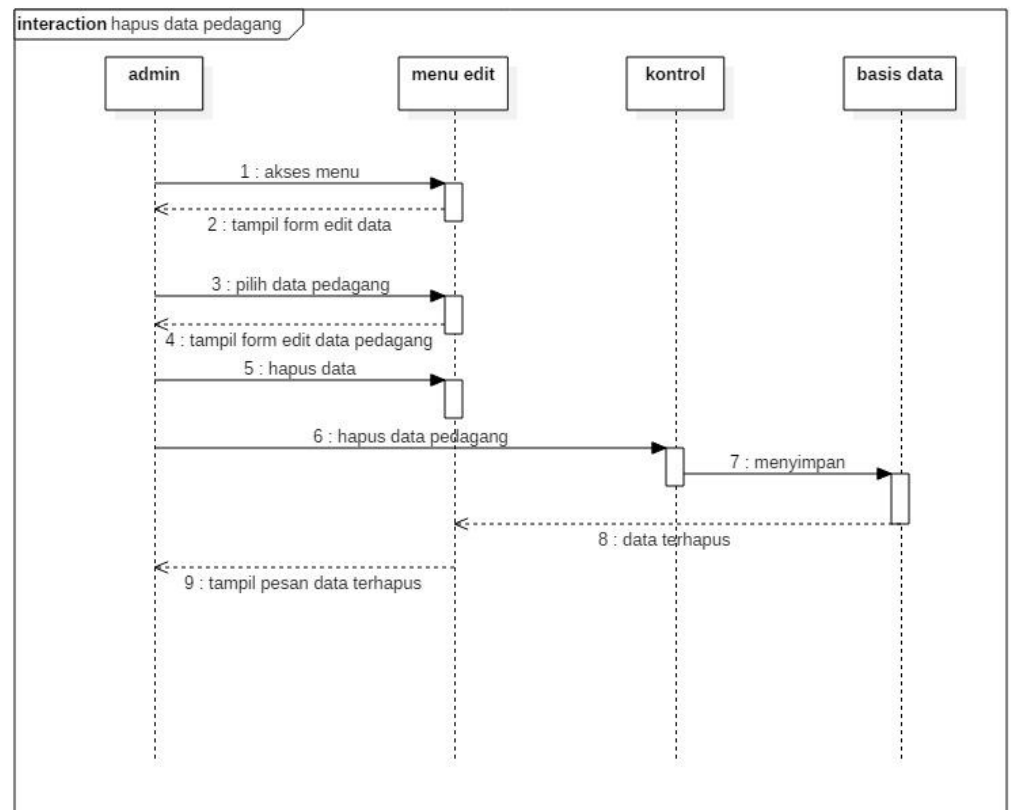 interaction hapus data pedagang
admin
menu edit
kontrol
basis data
1 : akses menu
2 : tampil form edit data
3 : pilih data pedagang
4 : tampil form edit data pedagang
5 : hapus data
6 : hapus data pedagang
7 : menyimpan
8 : data terhapus
9 : tampil pesan data terhapus